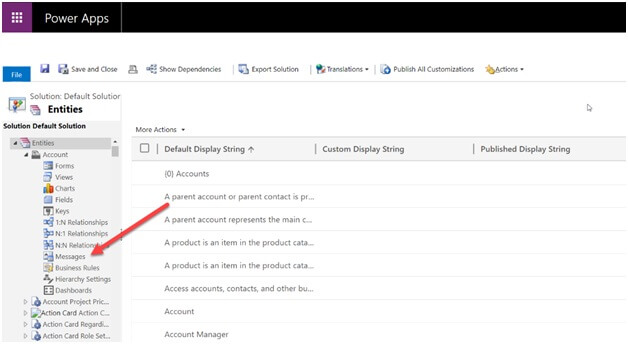 Power Apps
File
Save and Close
Show Dependencies
Export Solution
Translations
Publish All Customizations
Actions
Solution: Default Solution
Entities
Solution Default Solution
Entities
Account
Forms
Views
Charts
Fields
Keys
1:N Relationships
N:1 Relationships
N:N Relationships
Messages
Business Rules
Hierarchy Settings
Dashboards
Account Project Pric...
Action Card Action C...
Action Card Regardi...
Action Card Role Set...
More Actions
Default Display String Custom Display String Published Display String
(0) Accounts
A parent account or parent contact is pr...
A parent account represents the main c...
A product is an item in the product cata...
A product is an item in the product cata...
Access accounts, contacts, and other bu...
Account
Account Manager